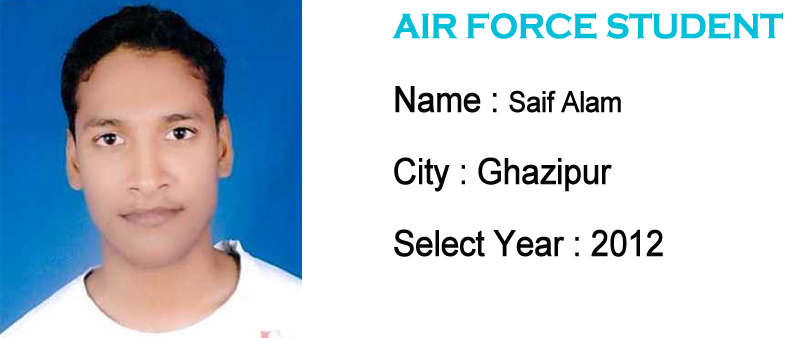 AIR FORCE STUDENT
Name : Saif Alam
City : Ghazipur
Select Year : 2012